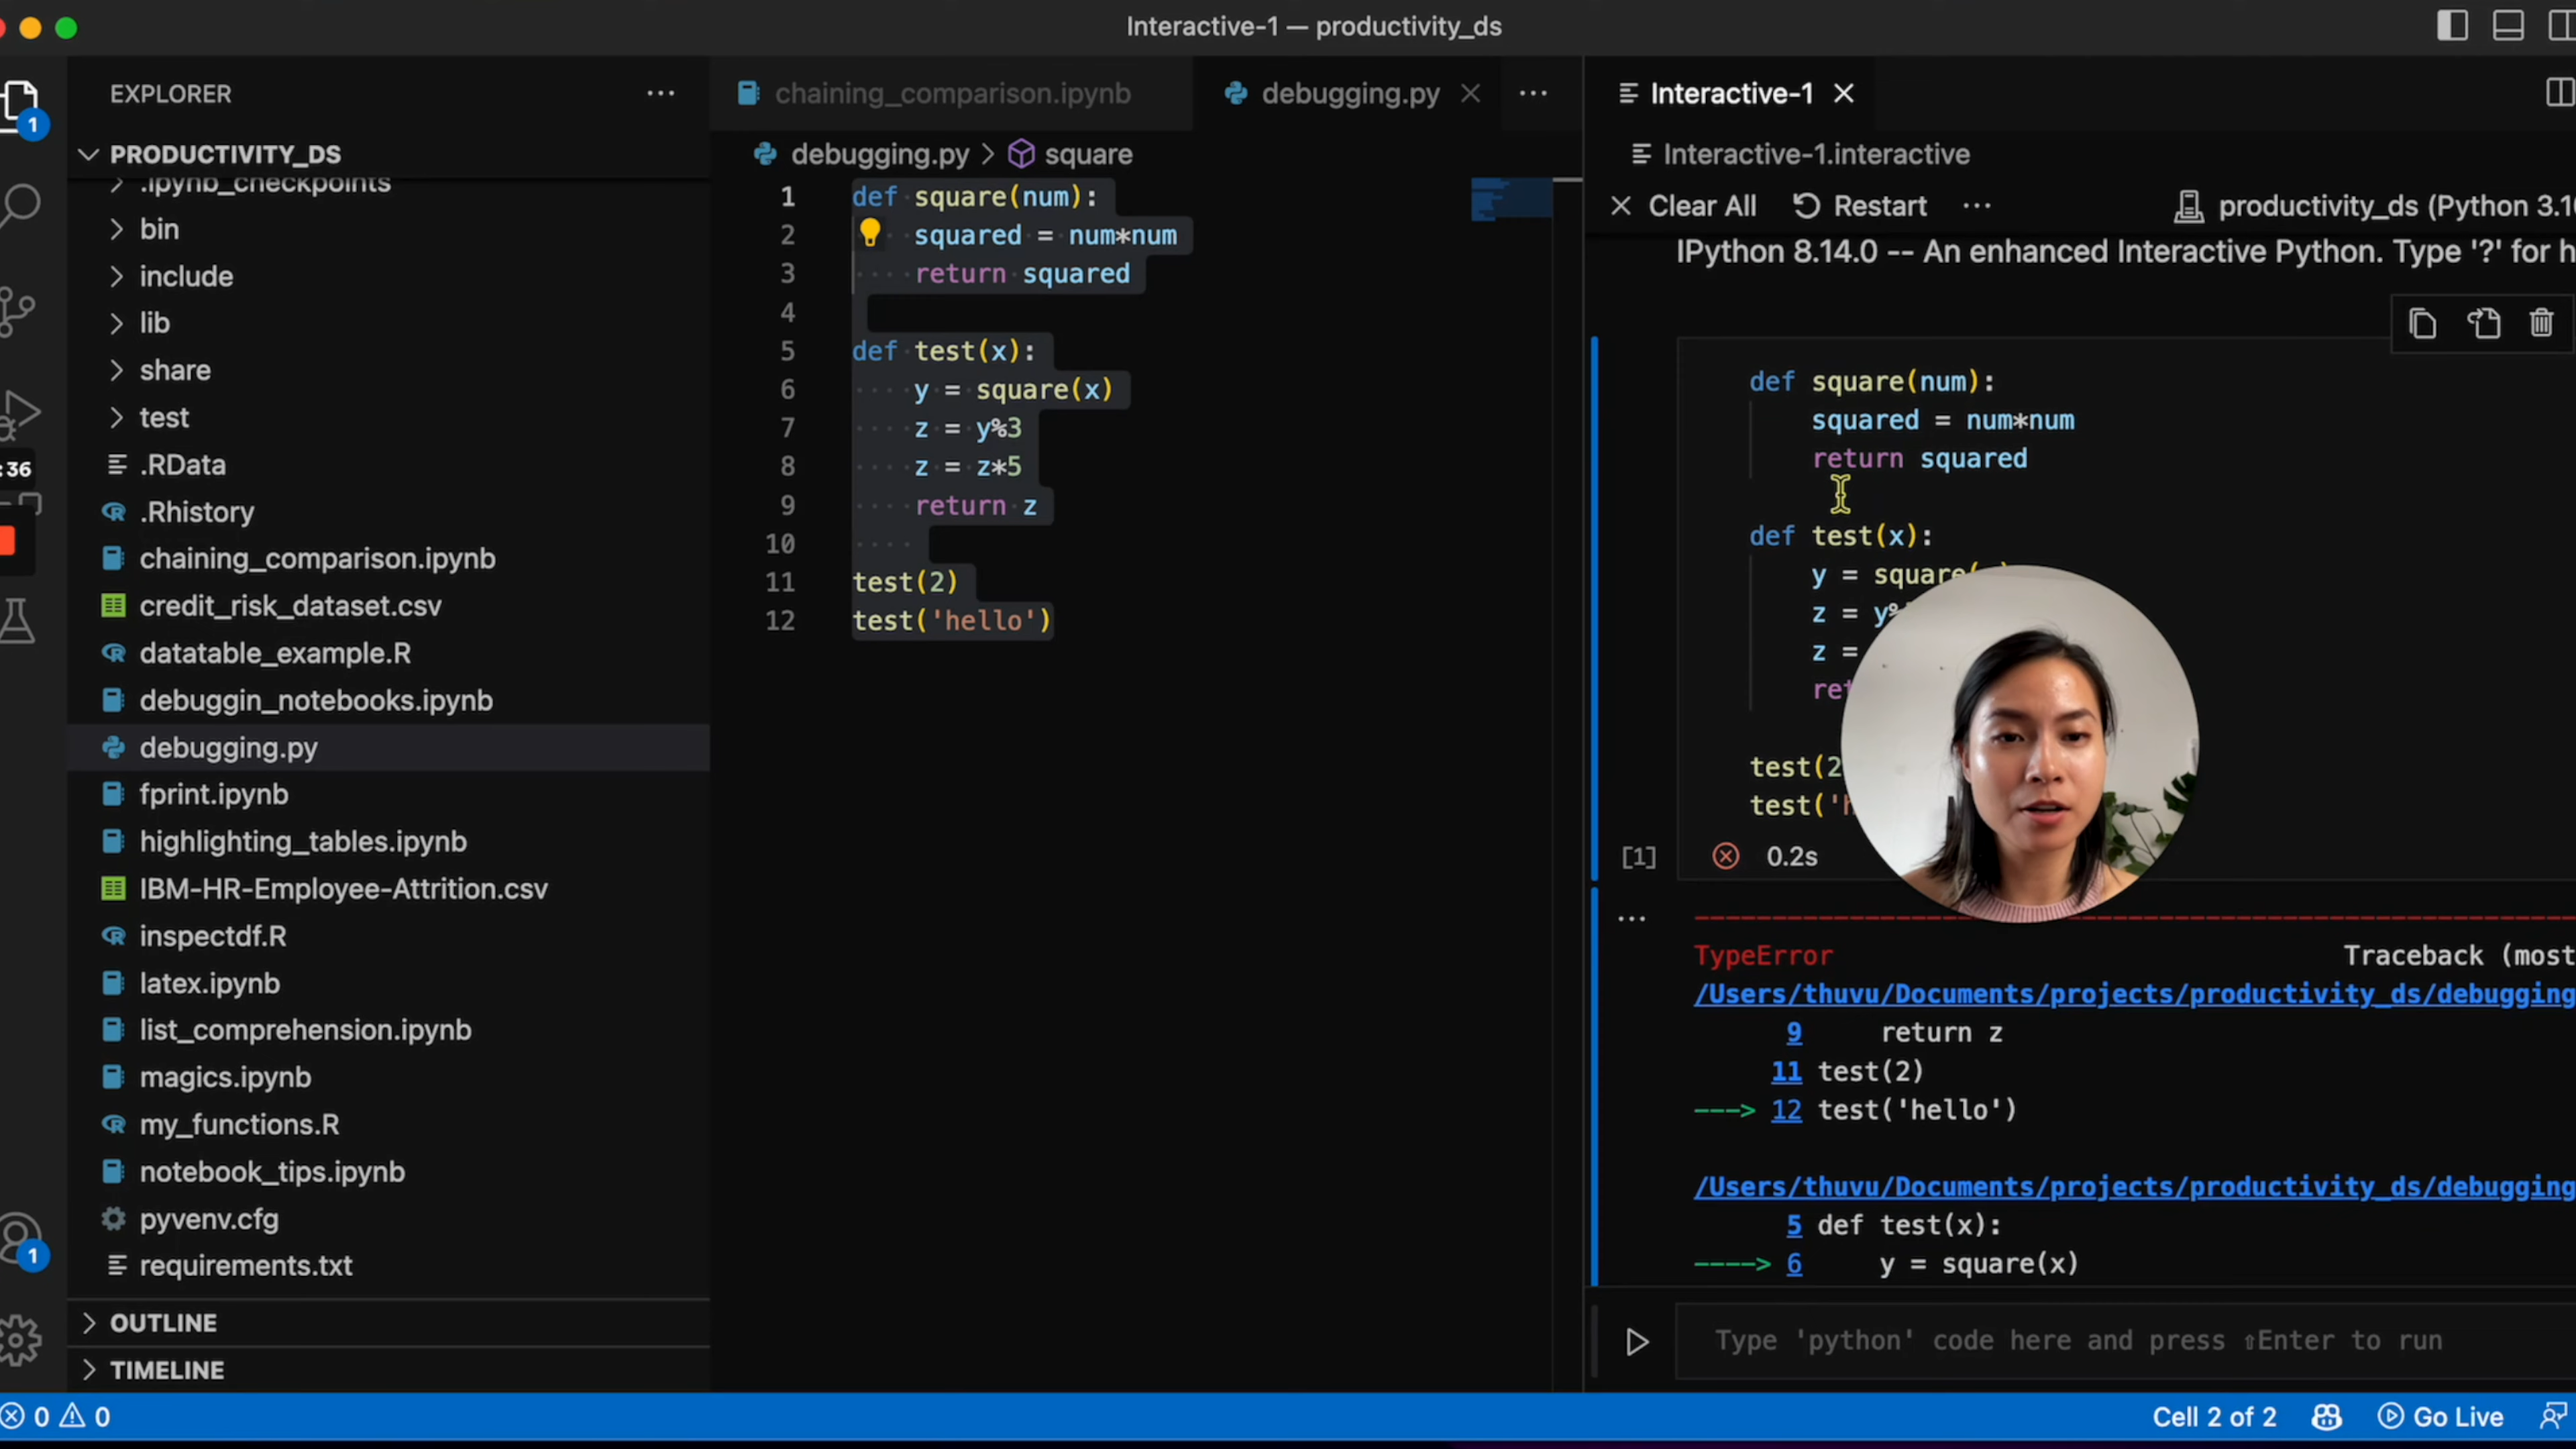 Interactive-1 — productivity_ds
EXPLORER
PRODUCTIVITY_DS
.ipynb_checkpoints
bin
include
lib
share
test
.RData
.Rhistory
chaining_comparison.ipynb
credit_risk_dataset.csv
datatable_example.R
debuggin_notebooks.ipynb
debugging.py
fprint.ipynb
highlighting_tables.ipynb
IBM-HR-Employee-Attrition.csv
inspectdf.R
latex.ipynb
list_comprehension.ipynb
magics.ipynb
my_functions.R
notebook_tips.ipynb
pyvenv.cfg
requirements.txt
OUTLINE
TIMELINE
1
:36
1
chaining_comparison.ipynb
debugging.py
debugging.py > square
1 def square(num):
2 squared = num*num
3 return squared
4
5 def test(x):
6 y = square(x)
7 z = y%3
8 z = z*5
9 return z
10
11 test(2)
12 test('hello')
Interactive-1
Interactive-1.interactive
Clear All Restart ... productivity_ds (Python 3.1
IPython 8.14.0 -- An enhanced Interactive Python. Type '?' for h
def square(num):
squared = num*num
return squared
def test(x):
y = square
z = y%
z =
re
test(2
test('h
[1] 0.2s
TypeError Traceback (most
/Users/thuvu/Documents/projects/productivity_ds/debugging
9 return z
11 test(2)
----> 12 test('hello')
/Users/thuvu/Documents/projects/productivity_ds/debugging
5 def test(x):
----> 6 y = square(x)
Type 'python' code here and press ⇧Enter to run
0 0
Cell 2 of 2 Go Live